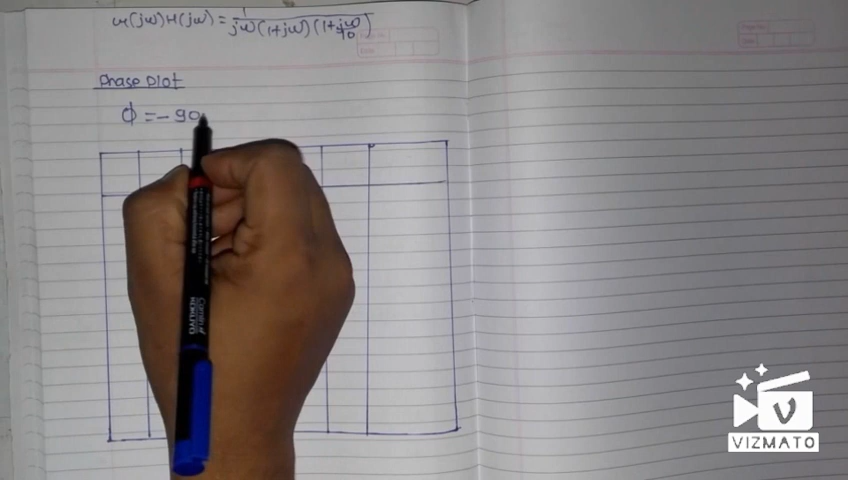 G(jω)H(jω) = 1 / jω(1+jω)(1+jω/10)
Phase Plot
ϕ = -90
VIZMATO